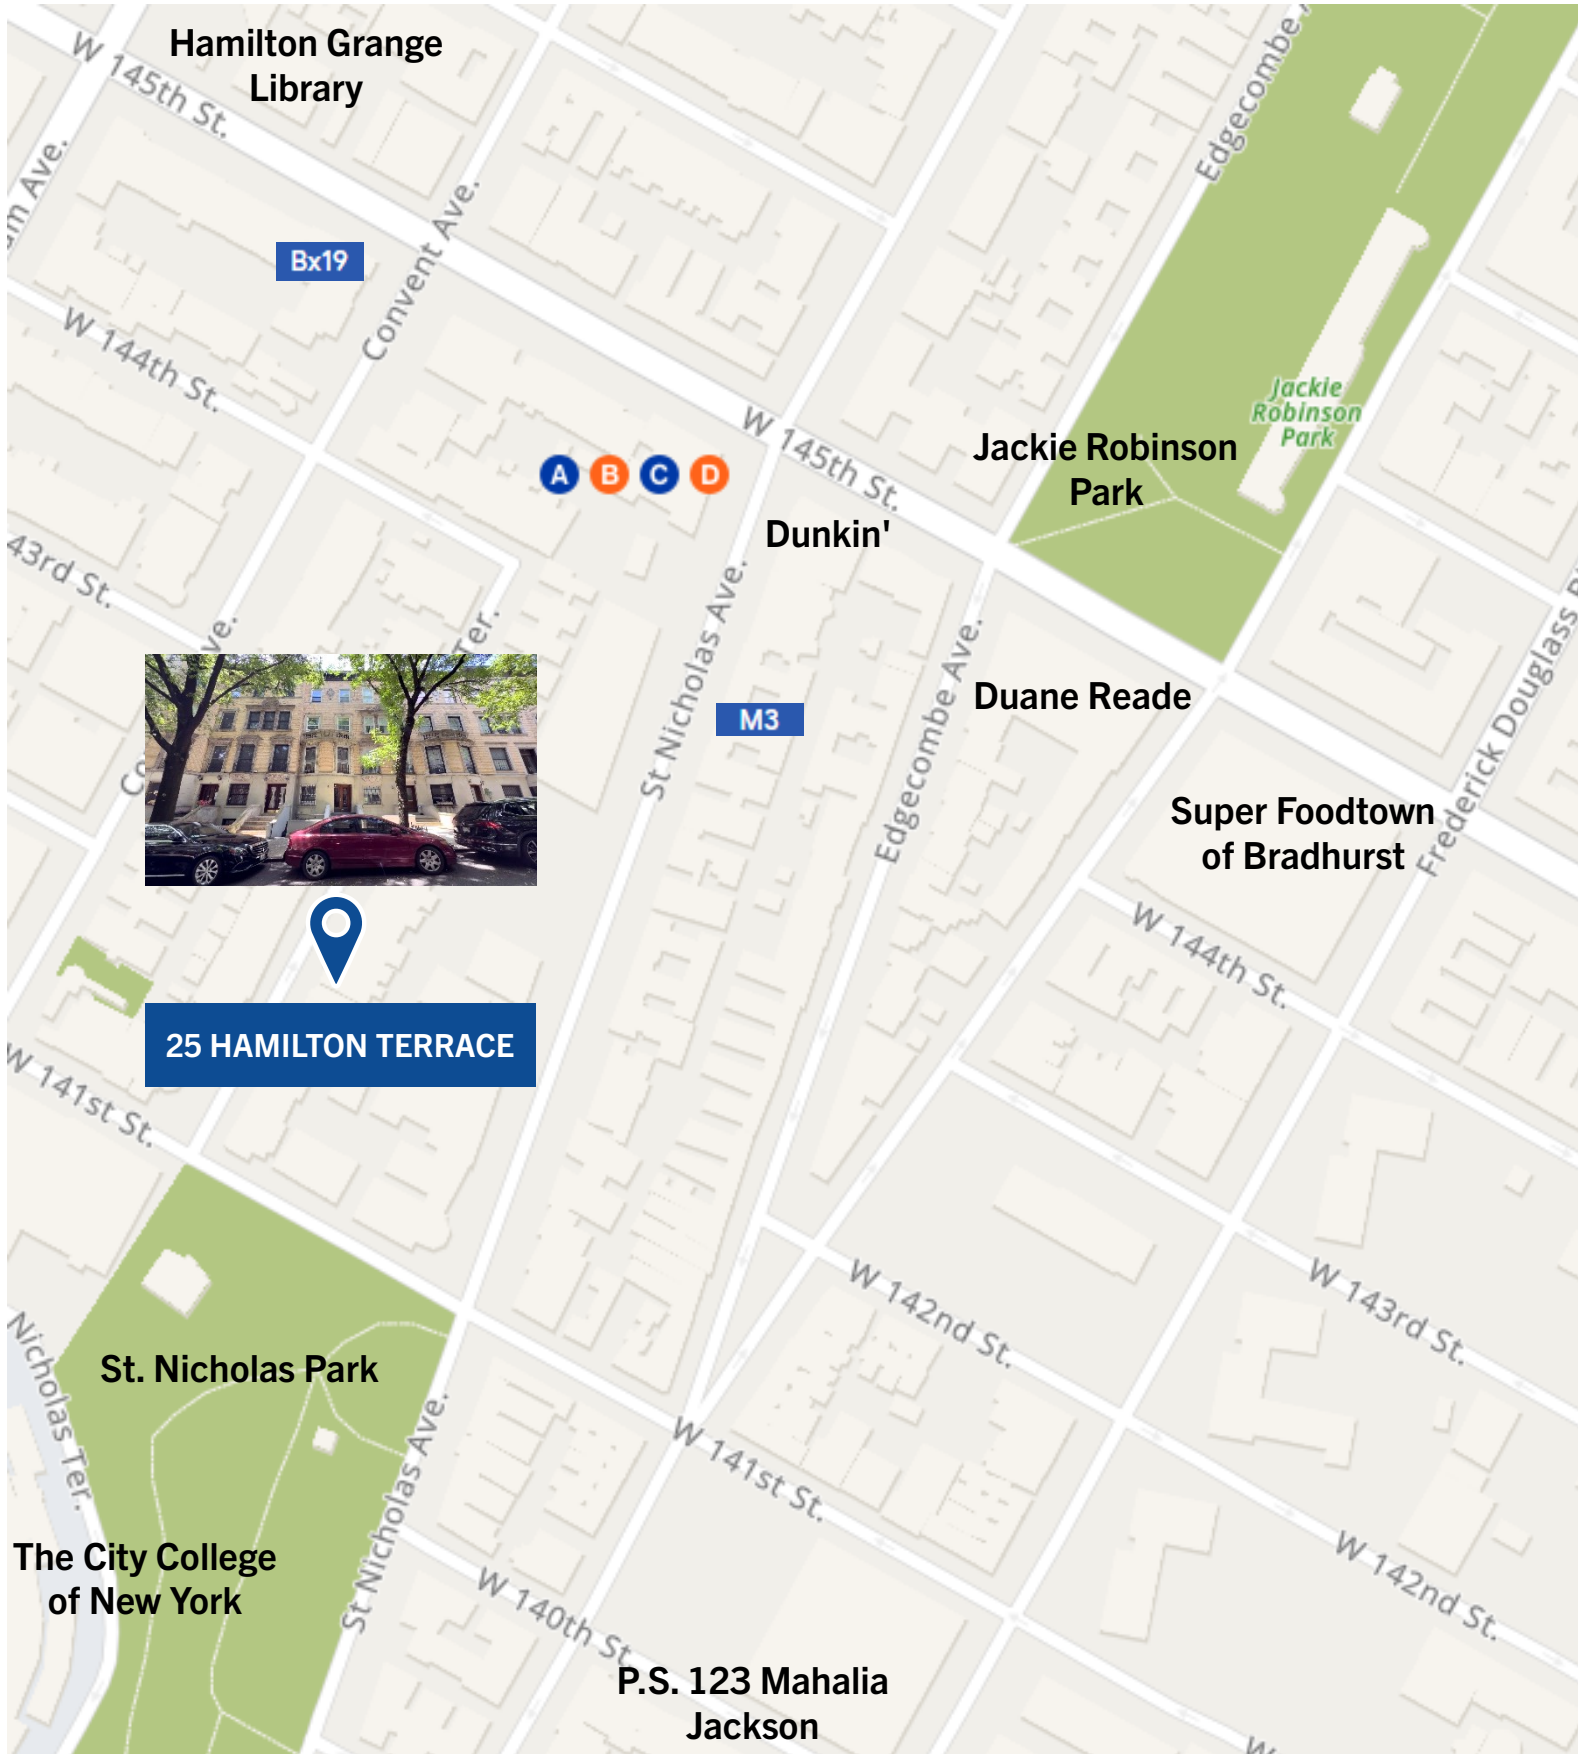 Hamilton Grange
Library
W 145th St.
Edgecombe
Convent Ave.
Bx19
W 144th St.
Jackie
Robinson
Park
W 145th St.
Jackie Robinson
Park
A B C D
Dunkin'
43rd St.
Ter.
St Nicholas Ave.
Edgecombe Ave.
Duane Reade
M3
Frederick Douglass
Super Foodtown
of Bradhurst
W 144th St.
25 HAMILTON TERRACE
W 141st St.
W 142nd St.
W 143rd St.
St. Nicholas Park
Nicholas Ter.
St Nicholas Ave.
W 141st St.
The City College
of New York
W 140th St.
W 142nd St.
P.S. 123 Mahalia
Jackson